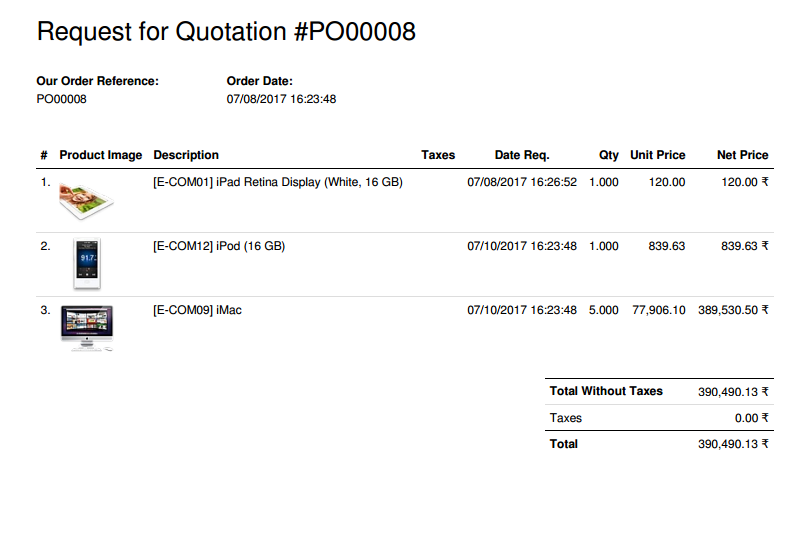 Request for Quotation #PO00008
Our Order Reference: Order Date:
PO00008 07/08/2017 16:23:48
# Product Image Description Taxes Date Req. Qty Unit Price Net Price
1. [E-COM01] iPad Retina Display (White, 16 GB) 07/08/2017 16:26:52 1.000 120.00 120.00 ₹
2. [E-COM12] iPod (16 GB) 07/10/2017 16:23:48 1.000 839.63 839.63 ₹
91.7
3. [E-COM09] iMac 07/10/2017 16:23:48 5.000 77,906.10 389,530.50 ₹
Total Without Taxes 390,490.13 ₹
Taxes 0.00 ₹
Total 390,490.13 ₹